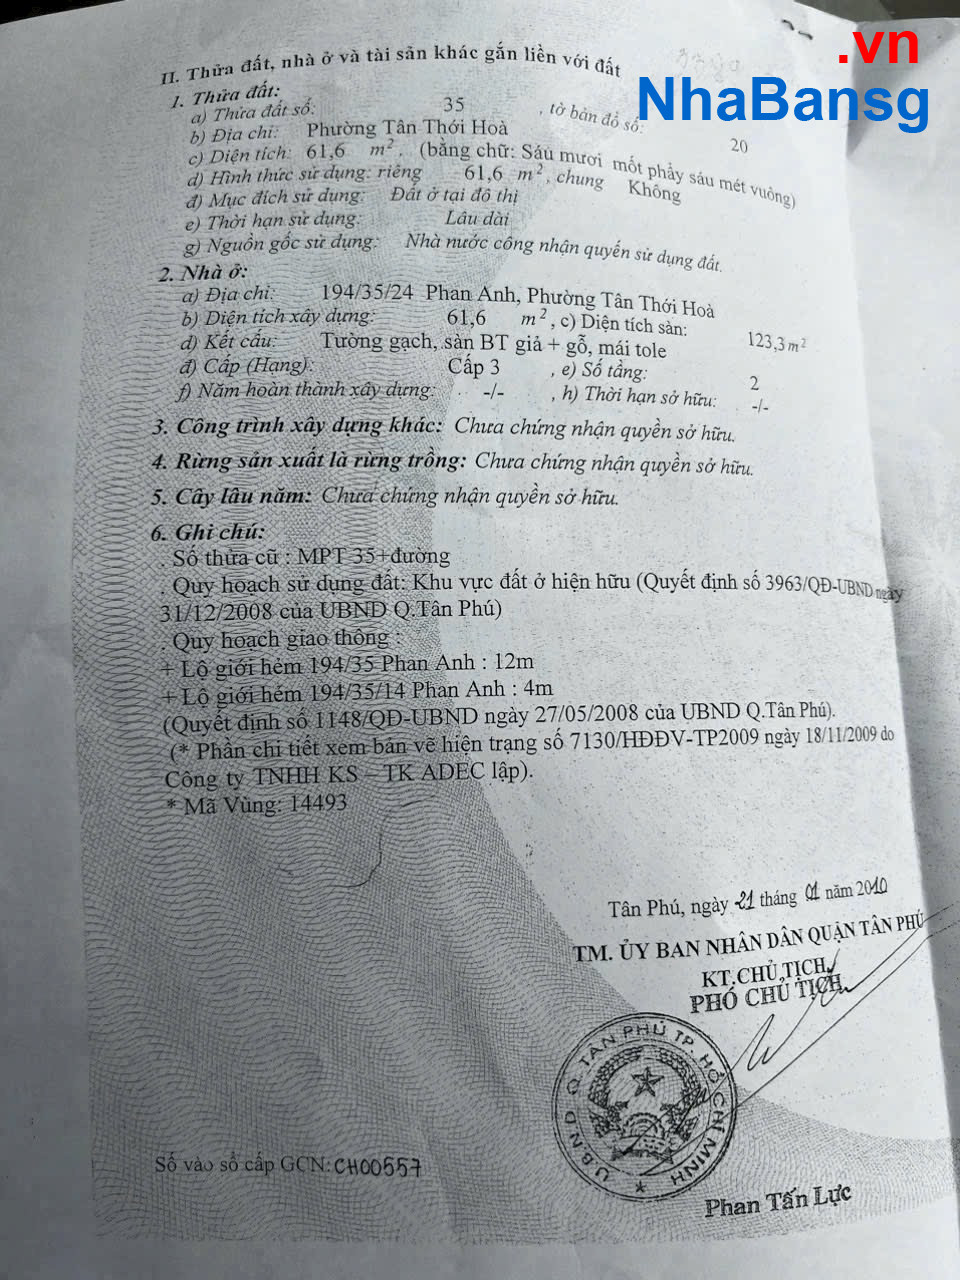 .vn
NhaBansg
II. Thửa đất, nhà ở và tài sản khác gắn liền với đất
1. Thửa đất:
a) Thửa đất số: 35 , tờ bản đồ số: 20
b) Địa chỉ: Phường Tân Thới Hoà
c) Diện tích: 61,6 m², (bằng chữ: Sáu mươi mốt phẩy sáu mét vuông)
d) Hình thức sử dụng: riêng 61,6 m², chung Không
đ) Mục đích sử dụng: Đất ở tại đô thị
e) Thời hạn sử dụng: Lâu dài
g) Nguồn gốc sử dụng: Nhà nước công nhận quyền sử dụng đất.
2. Nhà ở:
a) Địa chỉ: 194/35/24 Phan Anh, Phường Tân Thới Hoà
b) Diện tích xây dựng: 61,6 m², c) Diện tích sàn: 123,3 m²
d) Kết cấu: Tường gạch, sàn BT giả + gỗ, mái tole
đ) Cấp (Hạng): Cấp 3 , e) Số tầng: 2
f) Năm hoàn thành xây dựng: -/- , h) Thời hạn sở hữu: -/-
3. Công trình xây dựng khác: Chưa chứng nhận quyền sở hữu.
4. Rừng sản xuất là rừng trồng: Chưa chứng nhận quyền sở hữu.
5. Cây lâu năm: Chưa chứng nhận quyền sở hữu.
6. Ghi chú:
. Số thửa cũ : MPT 35+đường
. Quy hoạch sử dụng đất: Khu vực đất ở hiện hữu (Quyết định số 3963/QĐ-UBND ngày
31/12/2008 của UBND Q.Tân Phú)
. Quy hoạch giao thông :
+ Lộ giới hẻm 194/35 Phan Anh : 12m
+ Lộ giới hẻm 194/35/14 Phan Anh : 4m
(Quyết định số 1148/QĐ-UBND ngày 27/05/2008 của UBND Q.Tân Phú).
(* Phần chi tiết xem bản vẽ hiện trạng số 7130/HĐĐV-TP2009 ngày 18/11/2009 do
Công ty TNHH KS – TK ADEC lập).
* Mã Vùng: 14493
Tân Phú, ngày 21 tháng 01 năm 2010
TM. ỦY BAN NHÂN DÂN QUẬN TÂN PHÚ
KT.CHỦ TỊCH
PHÓ CHỦ TỊCH
U.B.N.D Q. TÂN PHÚ TP. HỒ CHÍ MINH
Số vào sổ cấp GCN: CH00557
Phan Tấn Lực